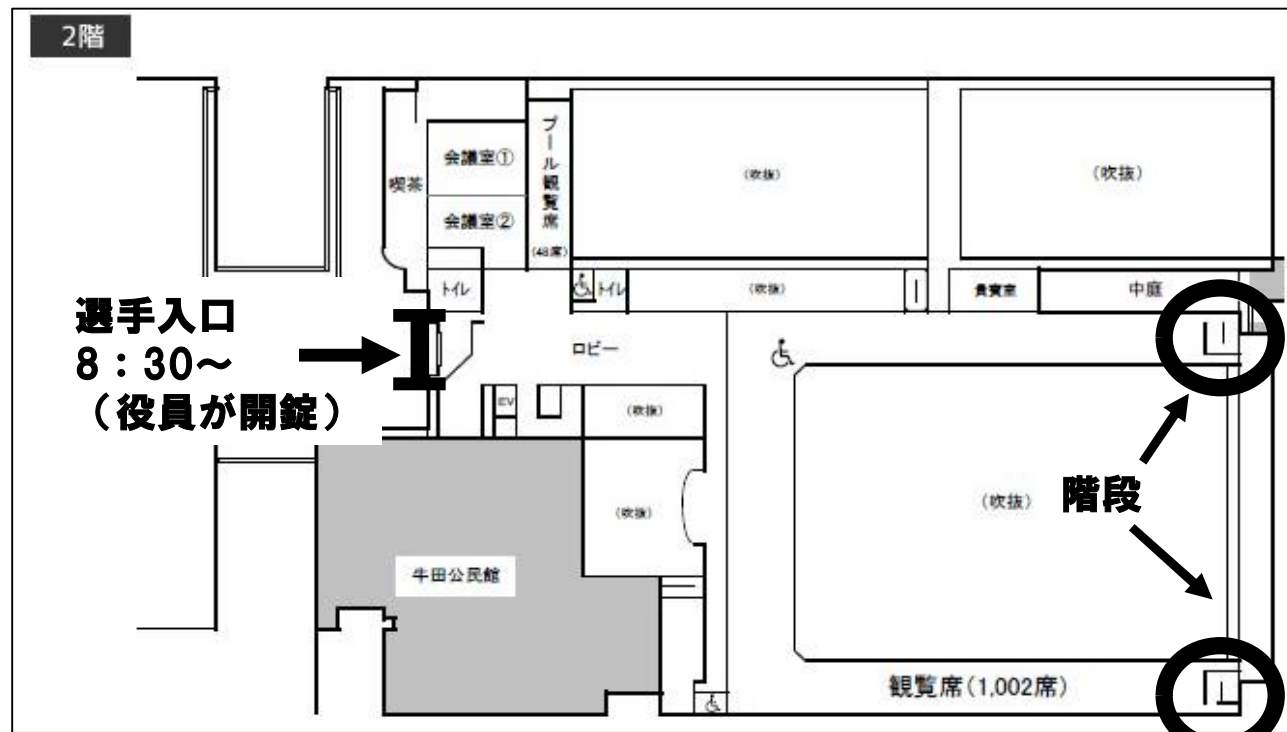 2階
会議室①
会議室②
喫茶
プール観覧席
(48席)
(吹抜)
(吹抜)
トイレ
トイレ
(吹抜)
貴賓室
中庭
選手入口
8：30～
（役員が開錠）
ロビー
EV
(吹抜)
(吹抜)
(吹抜)
階段
牛田公民館
観覧席(1,002席)